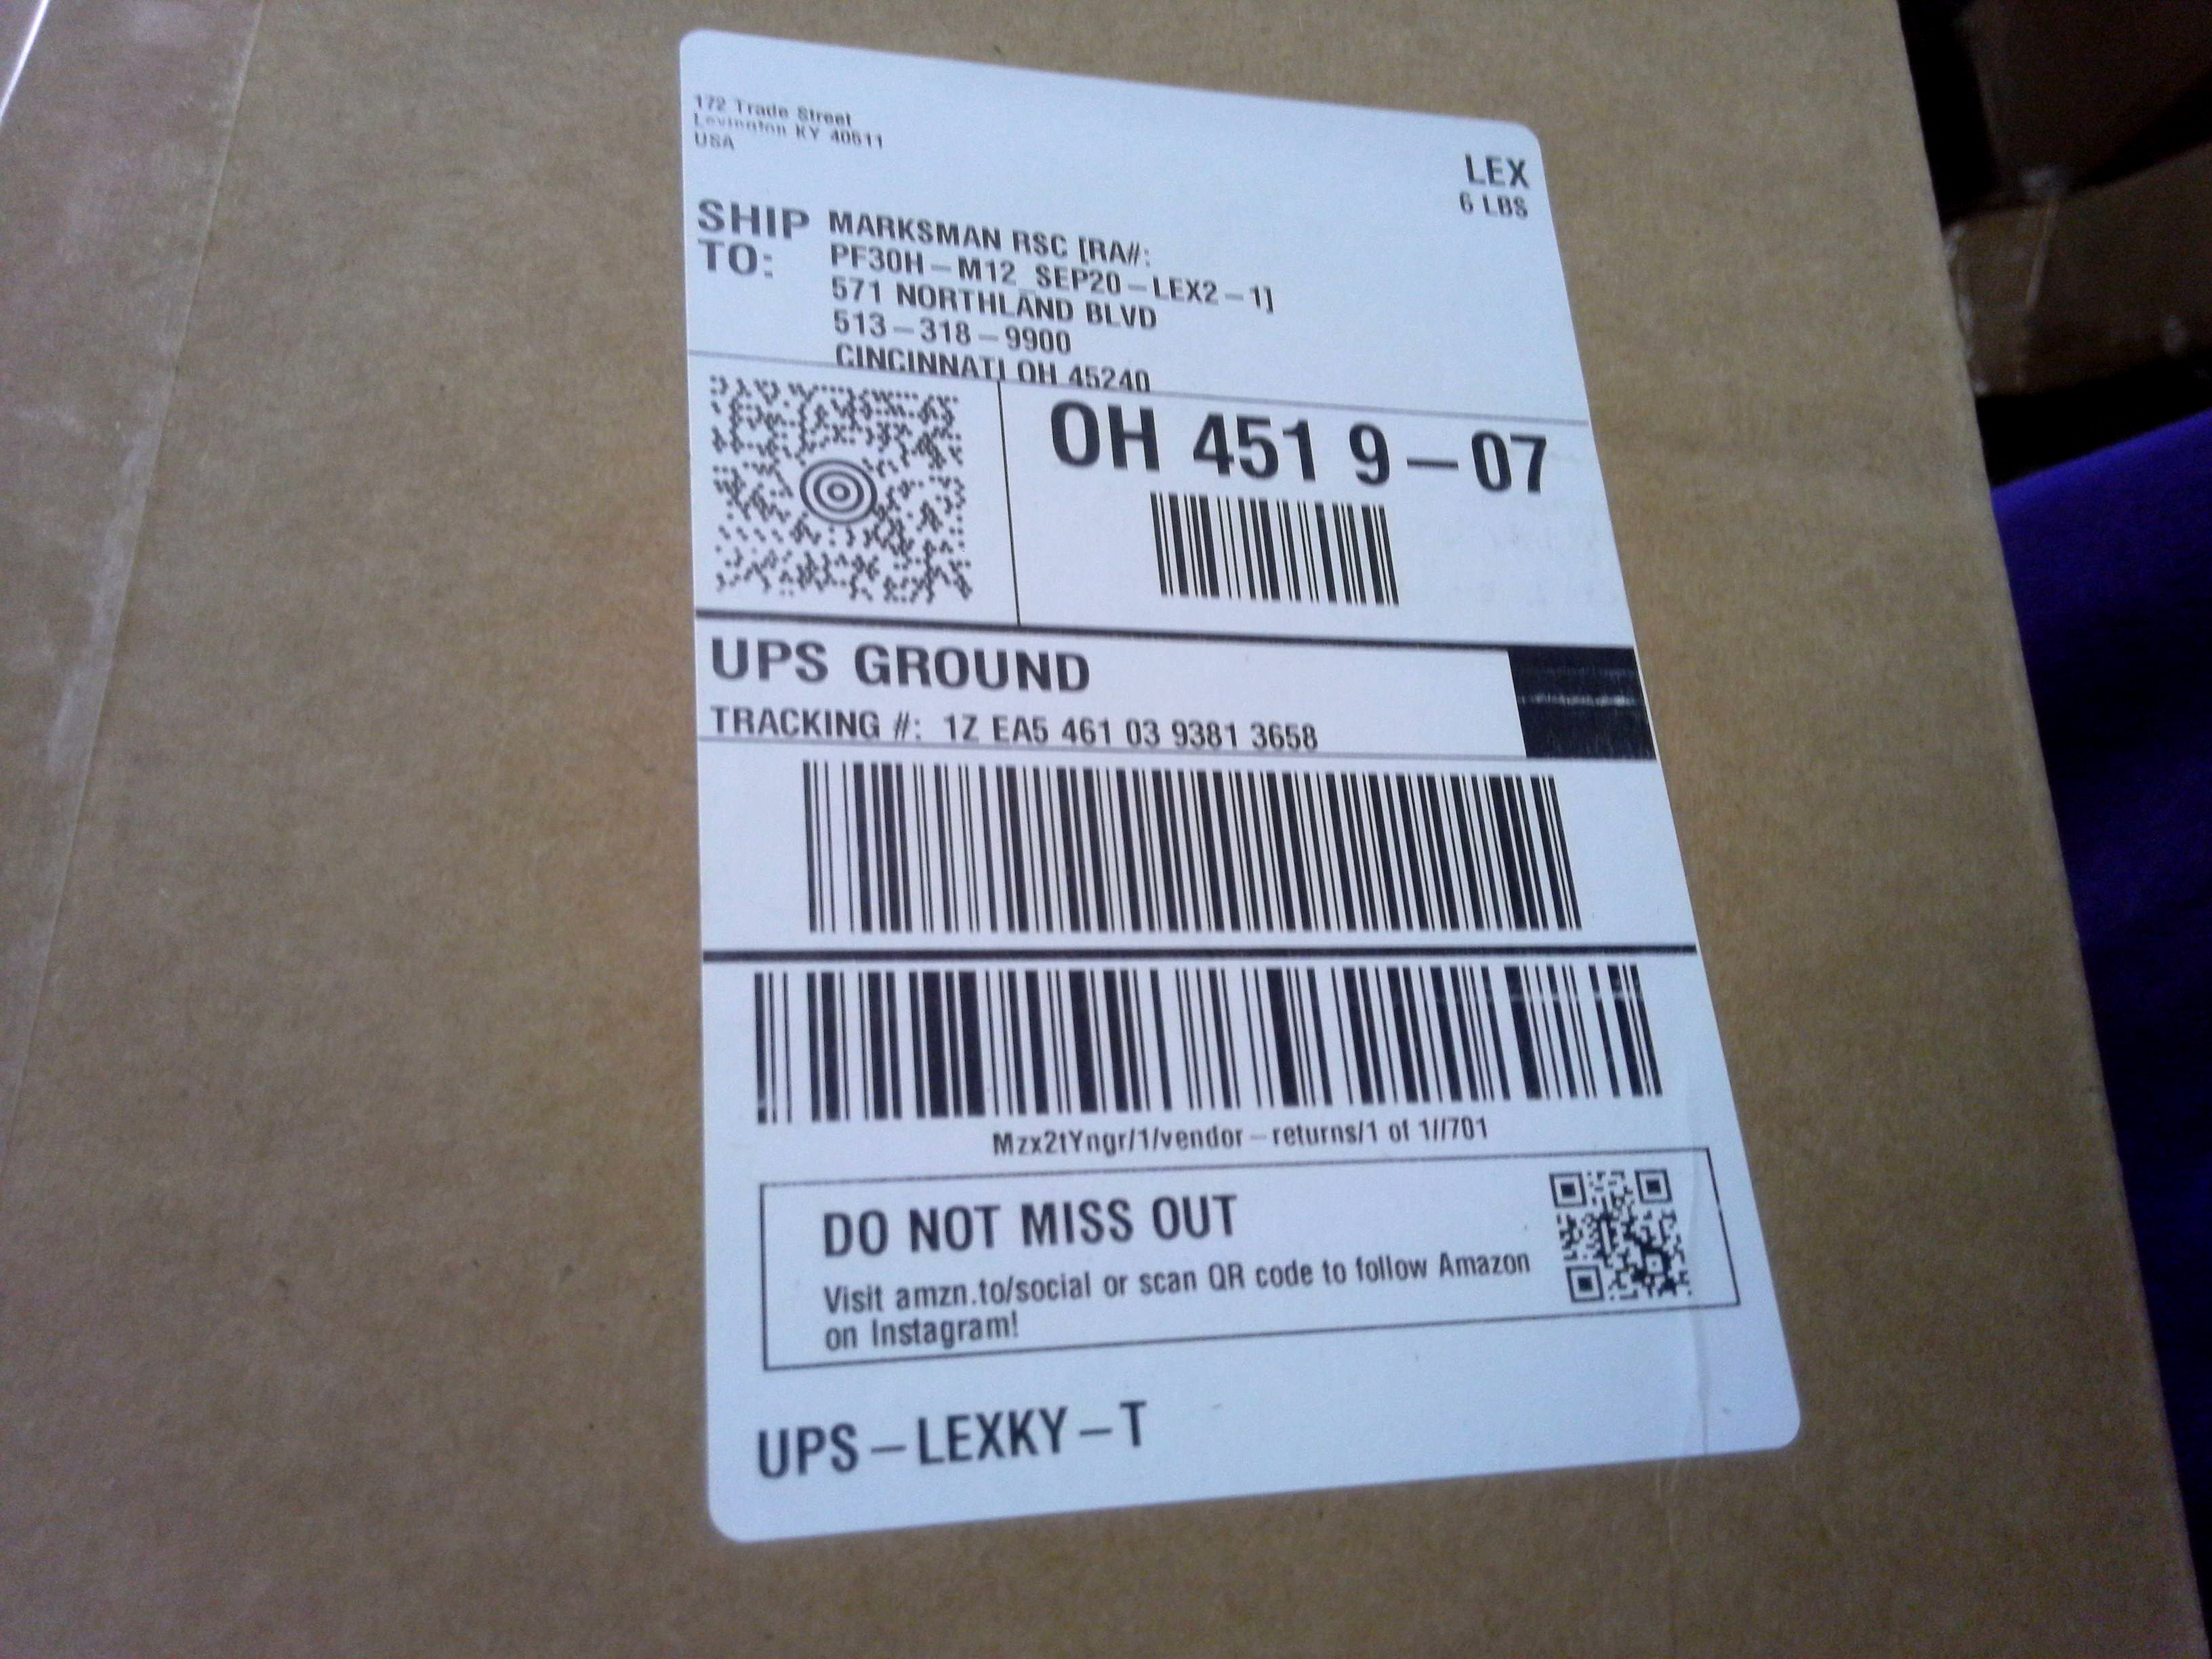 172 Trade Street
Lexington KY 40511
USA
LEX
6 LBS
SHIP TO:
MARKSMAN RSC [RA#:
PF30H-M12_SEP20-LEX2-1]
571 NORTHLAND BLVD
513-318-9900
CINCINNATI OH 45240
OH 451 9-07
UPS GROUND
TRACKING #: 1Z EA5 461 03 9381 3658
Mzx2tYngr/1/vendor-returns/1 of 1//701
DO NOT MISS OUT
Visit amzn.to/social or scan QR code to follow Amazon
on Instagram!
UPS-LEXKY-T